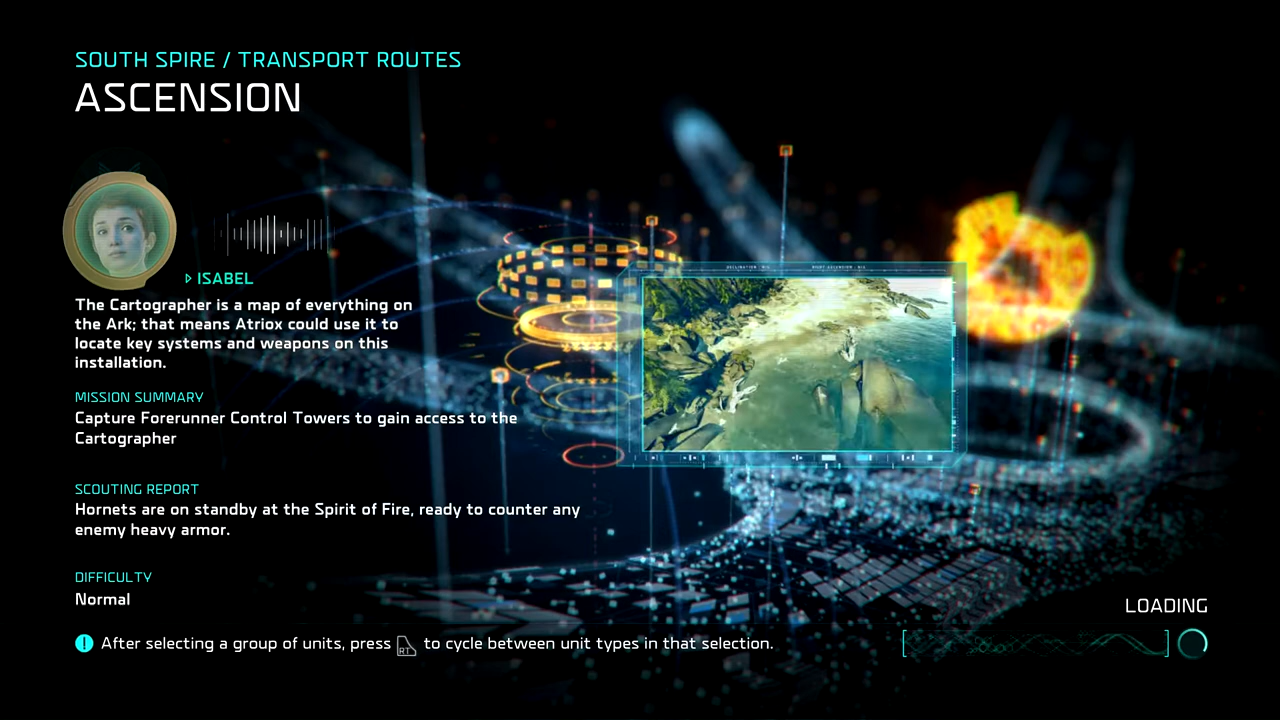 SOUTH SPIRE / TRANSPORT ROUTES
ASCENSION
ISABEL
The Cartographer is a map of everything on
the Ark; that means Atriox could use it to
locate key systems and weapons on this
installation.
MISSION SUMMARY
Capture Forerunner Control Towers to gain access to the
Cartographer
SCOUTING REPORT
Hornets are on standby at the Spirit of Fire, ready to counter any
enemy heavy armor.
DIFFICULTY
Normal
LOADING
After selecting a group of units, press RT to cycle between unit types in that selection.